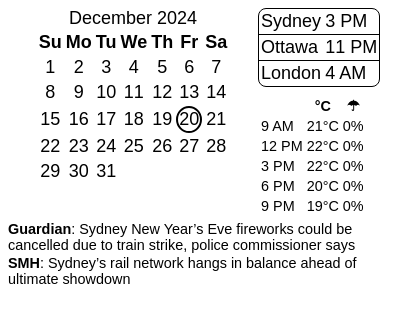 December 2024
Su Mo Tu We Th Fr Sa
1 2 3 4 5 6 7
8 9 10 11 12 13 14
15 16 17 18 19 20 21
22 23 24 25 26 27 28
29 30 31
Sydney 3 PM
Ottawa 11 PM
London 4 AM
°C ☂
9 AM 21°C 0%
12 PM 22°C 0%
3 PM 22°C 0%
6 PM 20°C 0%
9 PM 19°C 0%
Guardian: Sydney New Year’s Eve fireworks could be
cancelled due to train strike, police commissioner says
SMH: Sydney’s rail network hangs in balance ahead of
ultimate showdown